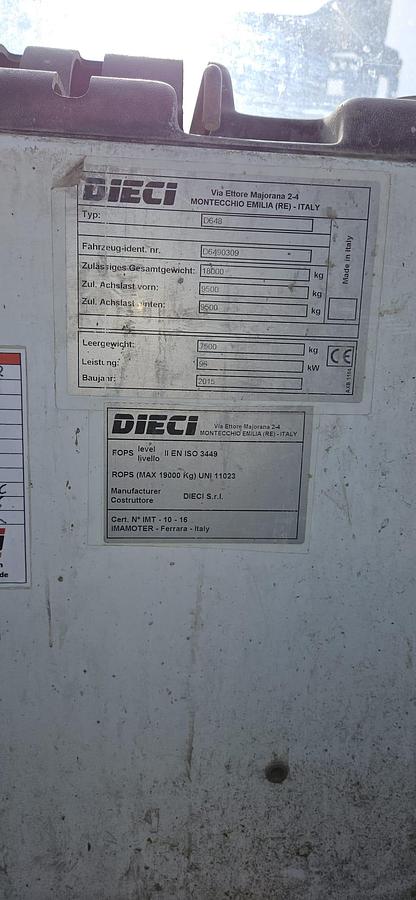 DIECI
Via Ettore Majorana 2-4
MONTECCHIO EMILIA (RE) - ITALY
Typ: D648
Fahrzeug-ident. nr. D6490309
Zulässiges Gesamtgewicht: 18000 kg
Zul. Achslast vorn: 9500 kg
Zul. Achslast hinten: 9500 kg
Made in Italy
Leergewicht: 7500 kg
Leistung: 96 kW
Baujahr: 2015
CE
DIECI
Via Ettore Majorana 2-4
MONTECCHIO EMILIA (RE) - ITALY
FOPS level livello II EN ISO 3449
ROPS (MAX 19000 Kg) UNI 11023
Manufacturer
Costruttore DIECI S.r.l.
Cert. N° IMT - 10 - 16
IMAMOTER - Ferrara - Italy